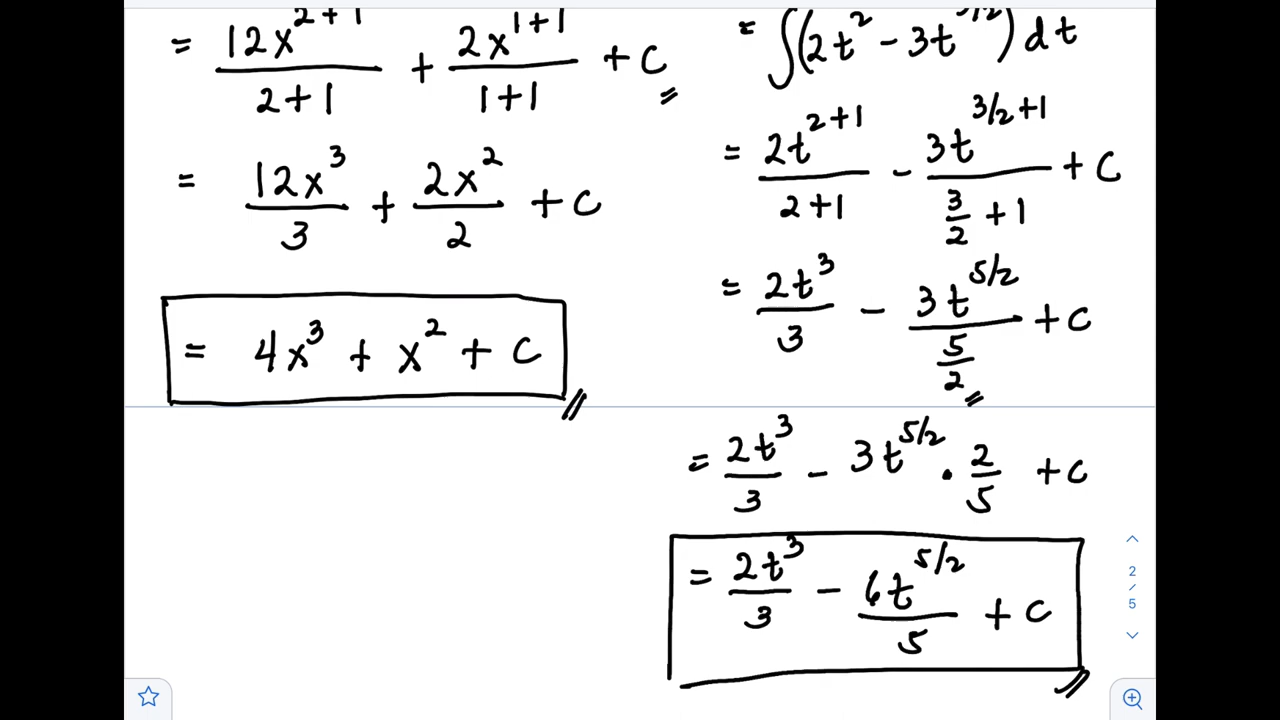 = 12x^{2+1}/2+1 + 2x^{1+1}/1+1 + C
= 12x^3/3 + 2x^2/2 + C
= 4x^3 + x^2 + C
= ∫(2t^2 - 3t^{3/2}) dt
= 2t^{2+1}/2+1 - 3t^{3/2+1}/(3/2+1) + C
= 2t^3/3 - 3t^{5/2}/(5/2) + C
= 2t^3/3 - 3t^{5/2} · 2/5 + C
= 2t^3/3 - 6t^{5/2}/5 + C
2
/
5